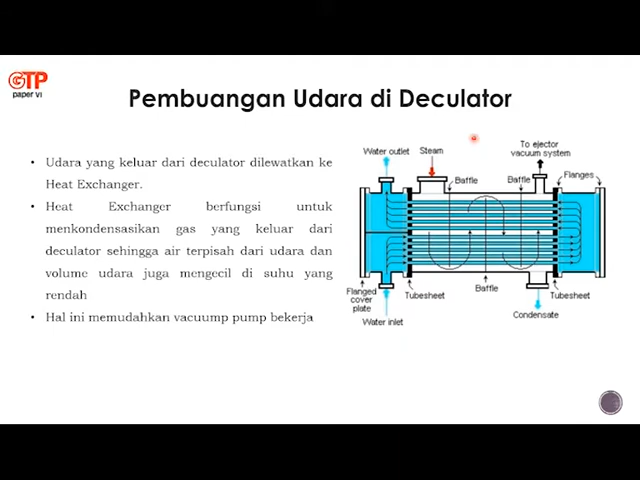 GTP
paper VI
Pembuangan Udara di Deculator
• Udara yang keluar dari deculator dilewatkan ke
Heat Exchanger.
• Heat Exchanger berfungsi untuk
menkondensasikan gas yang keluar dari
deculator sehingga air terpisah dari udara dan
volume udara juga mengecil di suhu yang
rendah
• Hal ini memudahkan vacuump pump bekerja
Water outlet
Steam
To ejector
vacuum system
Baffle
Baffle
Flanges
Flanged
cover
plate
Tubesheet
Baffle
Tubesheet
Water inlet
Condensate